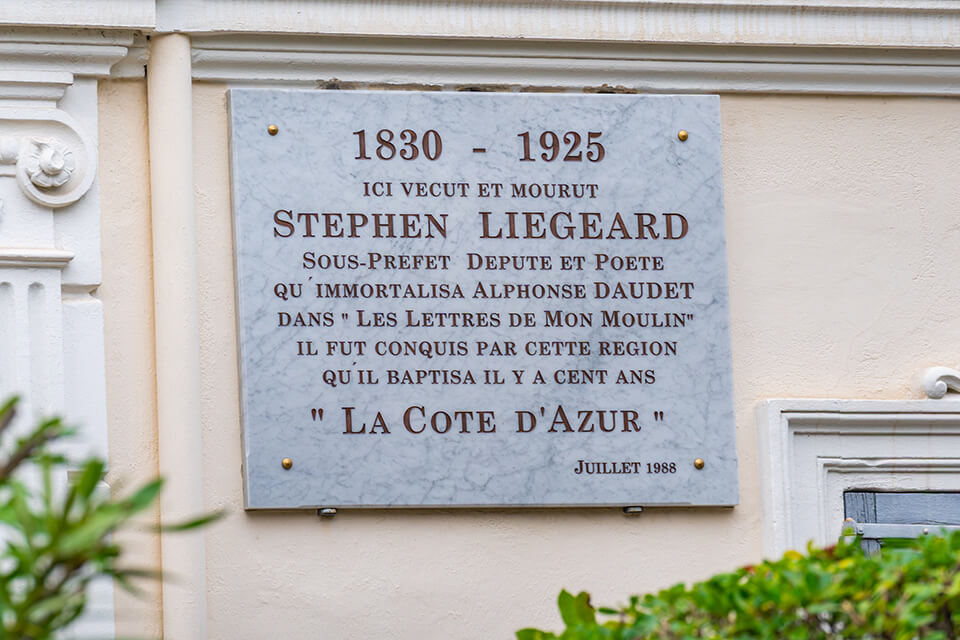 1830 - 1925
ICI VECUT ET MOURUT
STEPHEN LIEGEARD
SOUS-PREFET DEPUTE ET POETE
QU'IMMORTALISA ALPHONSE DAUDET
DANS " LES LETTRES DE MON MOULIN"
IL FUT CONQUIS PAR CETTE REGION
QU'IL BAPTISA IL Y A CENT ANS
" LA COTE D'AZUR "
JUILLET 1988